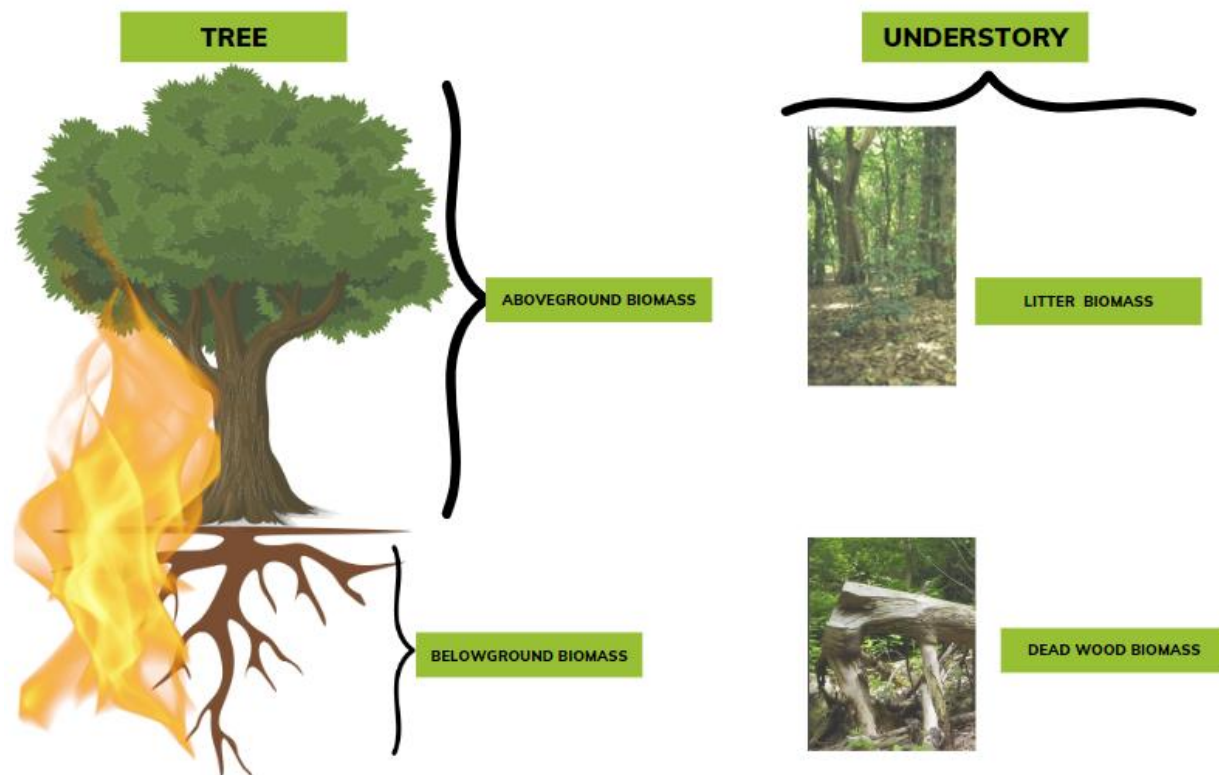 TREE
UNDERSTORY
ABOVEGROUND BIOMASS
LITTER BIOMASS
BELOWGROUND BIOMASS
DEAD WOOD BIOMASS